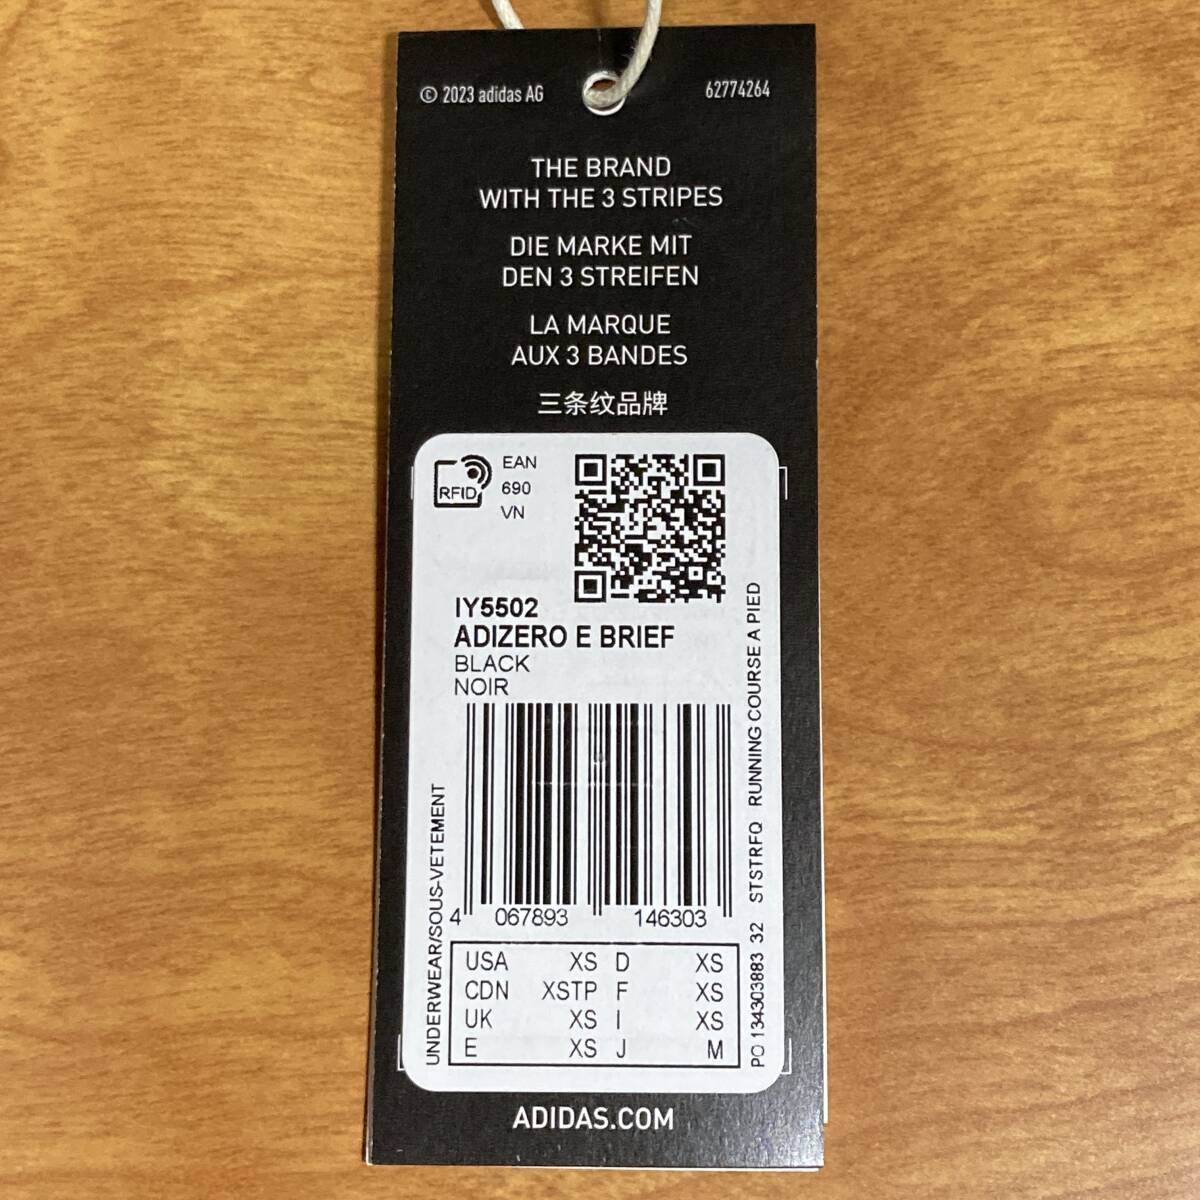 © 2023 adidas AG
62774264
THE BRAND
WITH THE 3 STRIPES
DIE MARKE MIT
DEN 3 STREIFEN
LA MARQUE
AUX 3 BANDES
三条纹品牌
RFID
EAN
690
VN
IY5502
ADIZERO E BRIEF
BLACK
NOIR
4 067893 146303
UNDERWEAR/SOUS-VETEMENT
PO 134303883 32 STSTRFQ RUNNING COURSE A PIED
USA XS D XS
CDN XSTP F XS
UK XS I XS
E XS J M
ADIDAS.COM